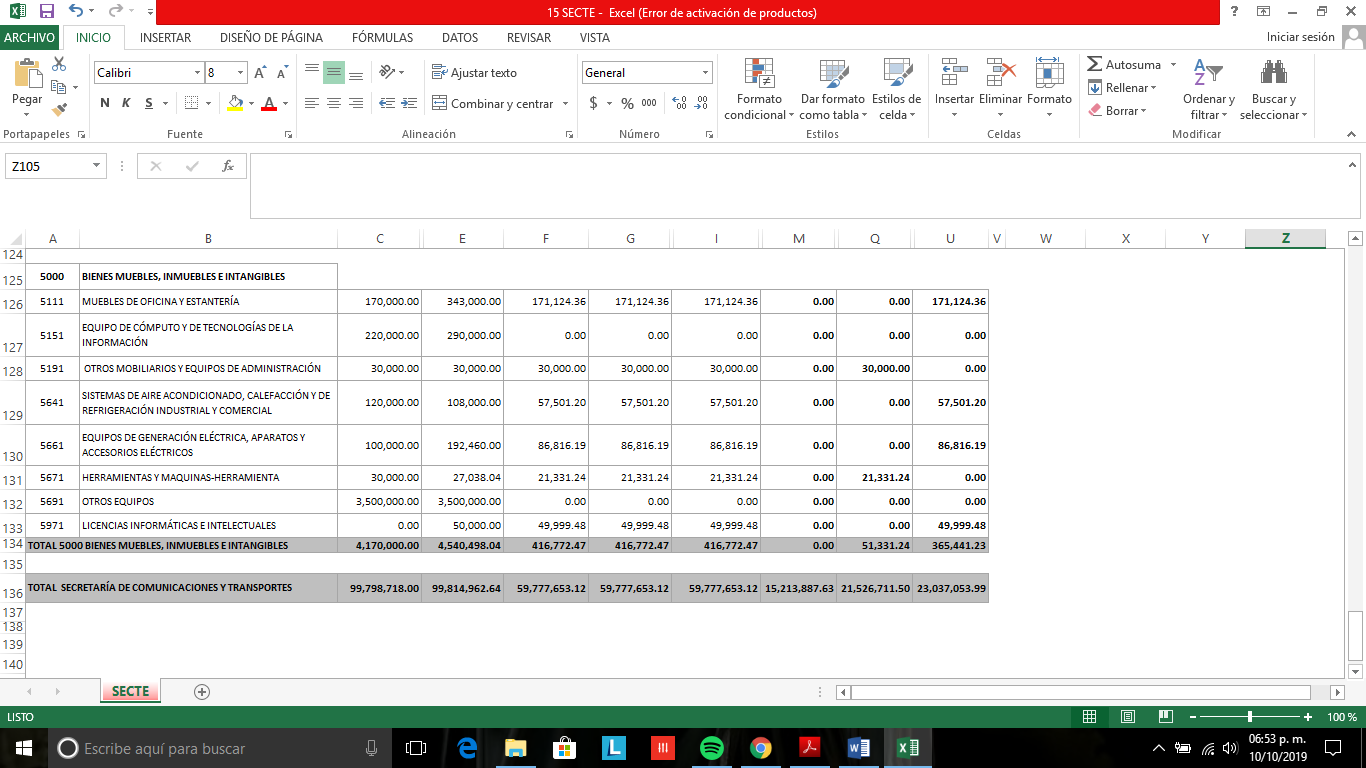 15 SECTE - Excel (Error de activación de productos)
ARCHIVO INICIO INSERTAR DISEÑO DE PÁGINA FÓRMULAS DATOS REVISAR VISTA Iniciar sesión
Calibri 8 Ajustar texto General Autosuma
Pegar Rellenar
N K S A Combinar y centrar $ % 000 Formato condicional Dar formato como tabla Estilos de celda Insertar Eliminar Formato Borrar Ordenar y filtrar Buscar y seleccionar
Portapapeles Fuente Alineación Número Estilos Celdas Modificar
Z105 fx
A B C E F G I M Q U V W X Y Z
124
125 5000 BIENES MUEBLES, INMUEBLES E INTANGIBLES
126 5111 MUEBLES DE OFICINA Y ESTANTERÍA 170,000.00 343,000.00 171,124.36 171,124.36 171,124.36 0.00 0.00 171,124.36
127 5151 EQUIPO DE CÓMPUTO Y DE TECNOLOGÍAS DE LA
INFORMACIÓN 220,000.00 290,000.00 0.00 0.00 0.00 0.00 0.00 0.00
128 5191 OTROS MOBILIARIOS Y EQUIPOS DE ADMINISTRACIÓN 30,000.00 30,000.00 30,000.00 30,000.00 30,000.00 0.00 30,000.00 0.00
129 5641 SISTEMAS DE AIRE ACONDICIONADO, CALEFACCIÓN Y DE
REFRIGERACIÓN INDUSTRIAL Y COMERCIAL 120,000.00 108,000.00 57,501.20 57,501.20 57,501.20 0.00 0.00 57,501.20
130 5661 EQUIPOS DE GENERACIÓN ELÉCTRICA, APARATOS Y
ACCESORIOS ELÉCTRICOS 100,000.00 192,460.00 86,816.19 86,816.19 86,816.19 0.00 0.00 86,816.19
131 5671 HERRAMIENTAS Y MAQUINAS-HERRAMIENTA 30,000.00 27,038.04 21,331.24 21,331.24 21,331.24 0.00 21,331.24 0.00
132 5691 OTROS EQUIPOS 3,500,000.00 3,500,000.00 0.00 0.00 0.00 0.00 0.00 0.00
133 5971 LICENCIAS INFORMÁTICAS E INTELECTUALES 0.00 50,000.00 49,999.48 49,999.48 49,999.48 0.00 0.00 49,999.48
134 TOTAL 5000 BIENES MUEBLES, INMUEBLES E INTANGIBLES 4,170,000.00 4,540,498.04 416,772.47 416,772.47 416,772.47 0.00 51,331.24 365,441.23
135
136 TOTAL SECRETARÍA DE COMUNICACIONES Y TRANSPORTES 99,798,718.00 99,814,962.64 59,777,653.12 59,777,653.12 59,777,653.12 15,213,887.63 21,526,711.50 23,037,053.99
137
138
139
140
SECTE
LISTO 100 %
Escribe aquí para buscar 06:53 p. m.
10/10/2019